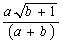 a√b + 1
(a + b)